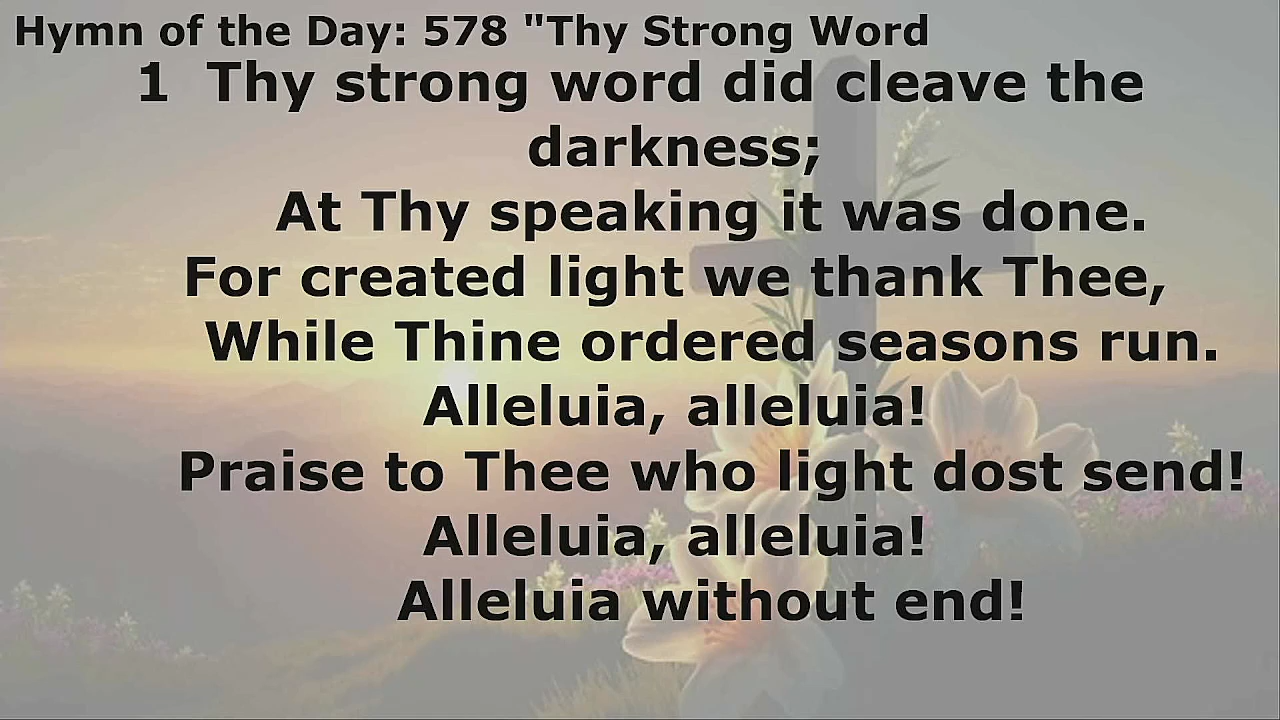 Hymn of the Day: 578 "Thy Strong Word
1 Thy strong word did cleave the
darkness;
At Thy speaking it was done.
For created light we thank Thee,
While Thine ordered seasons run.
Alleluia, alleluia!
Praise to Thee who light dost send!
Alleluia, alleluia!
Alleluia without end!